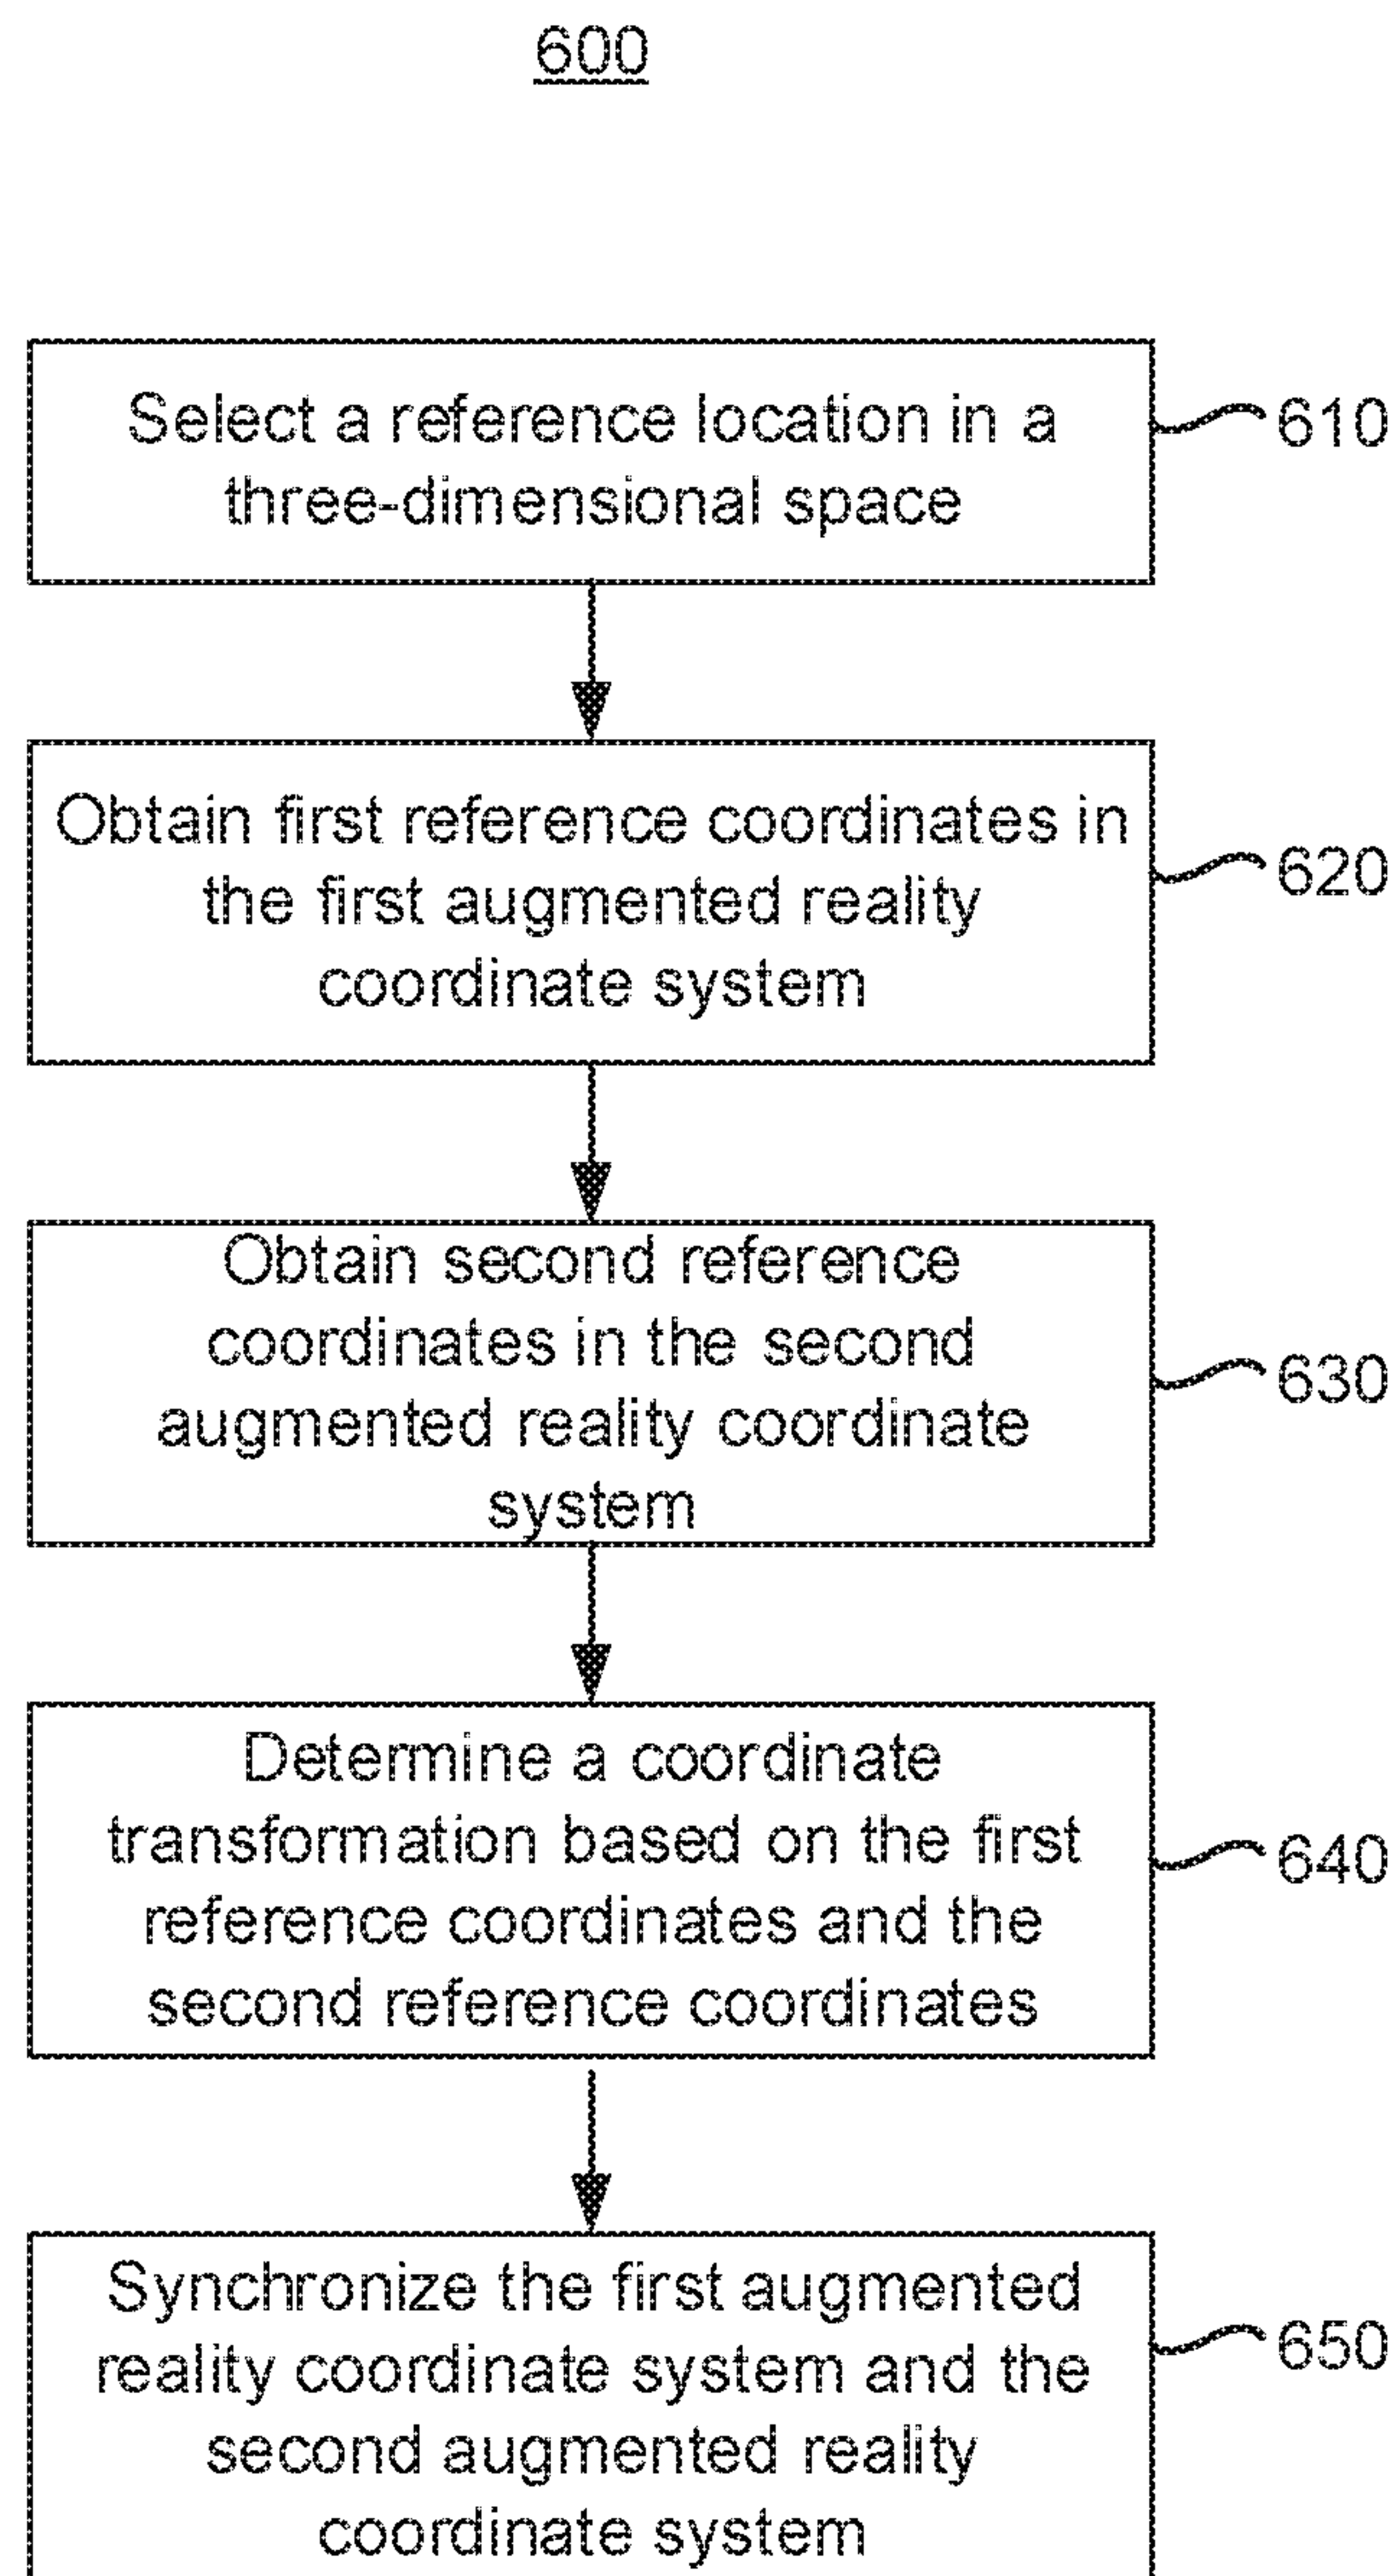 600
Select a reference location in a
three-dimensional space
610
Obtain first reference coordinates in
the first augmented reality
coordinate system
620
Obtain second reference
coordinates in the second
augmented reality coordinate
system
630
Determine a coordinate
transformation based on the first
reference coordinates and the
second reference coordinates
640
Synchronize the first augmented
reality coordinate system and the
second augmented reality
coordinate system
650